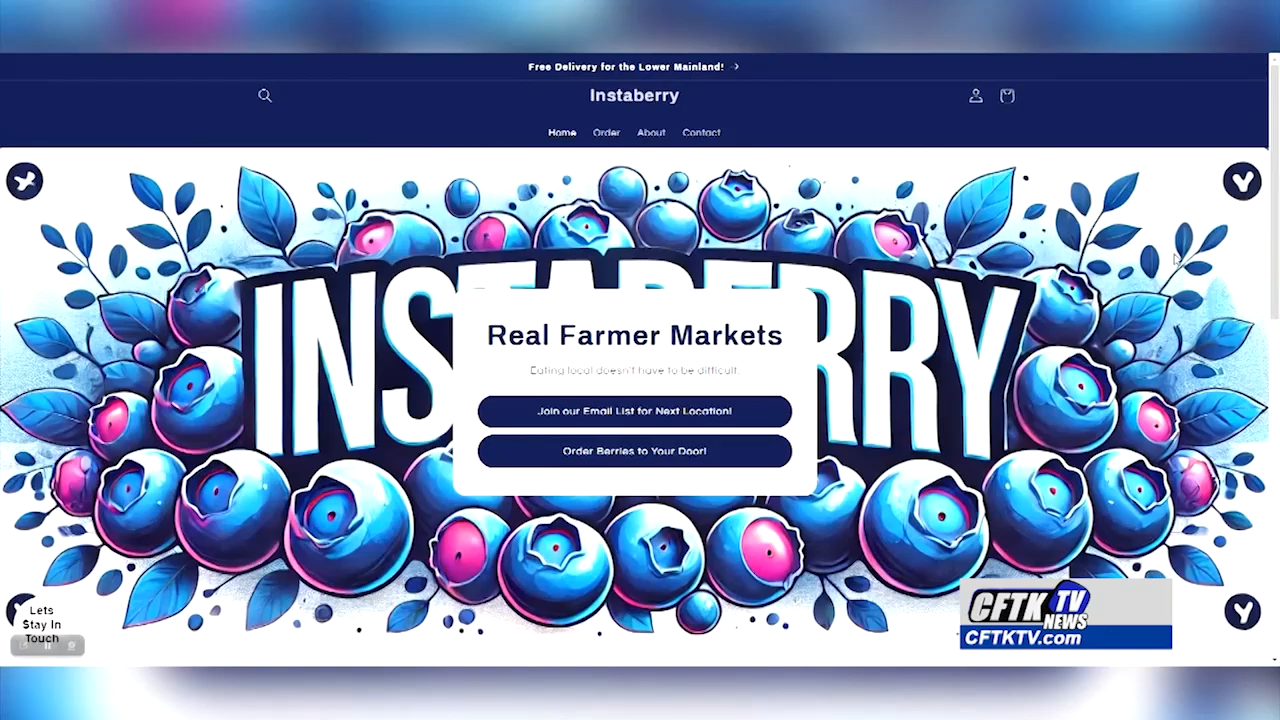 Free Delivery for the Lower Mainland! →
Instaberry
Home Order About Contact
INSTABERRY
Real Farmer Markets
Eating local doesn't have to be difficult.
Join our Email List for Next Location!
Order Berries to Your Door!
Lets
Stay In
Touch
CFTK TV
NEWS
CFTKTV.com